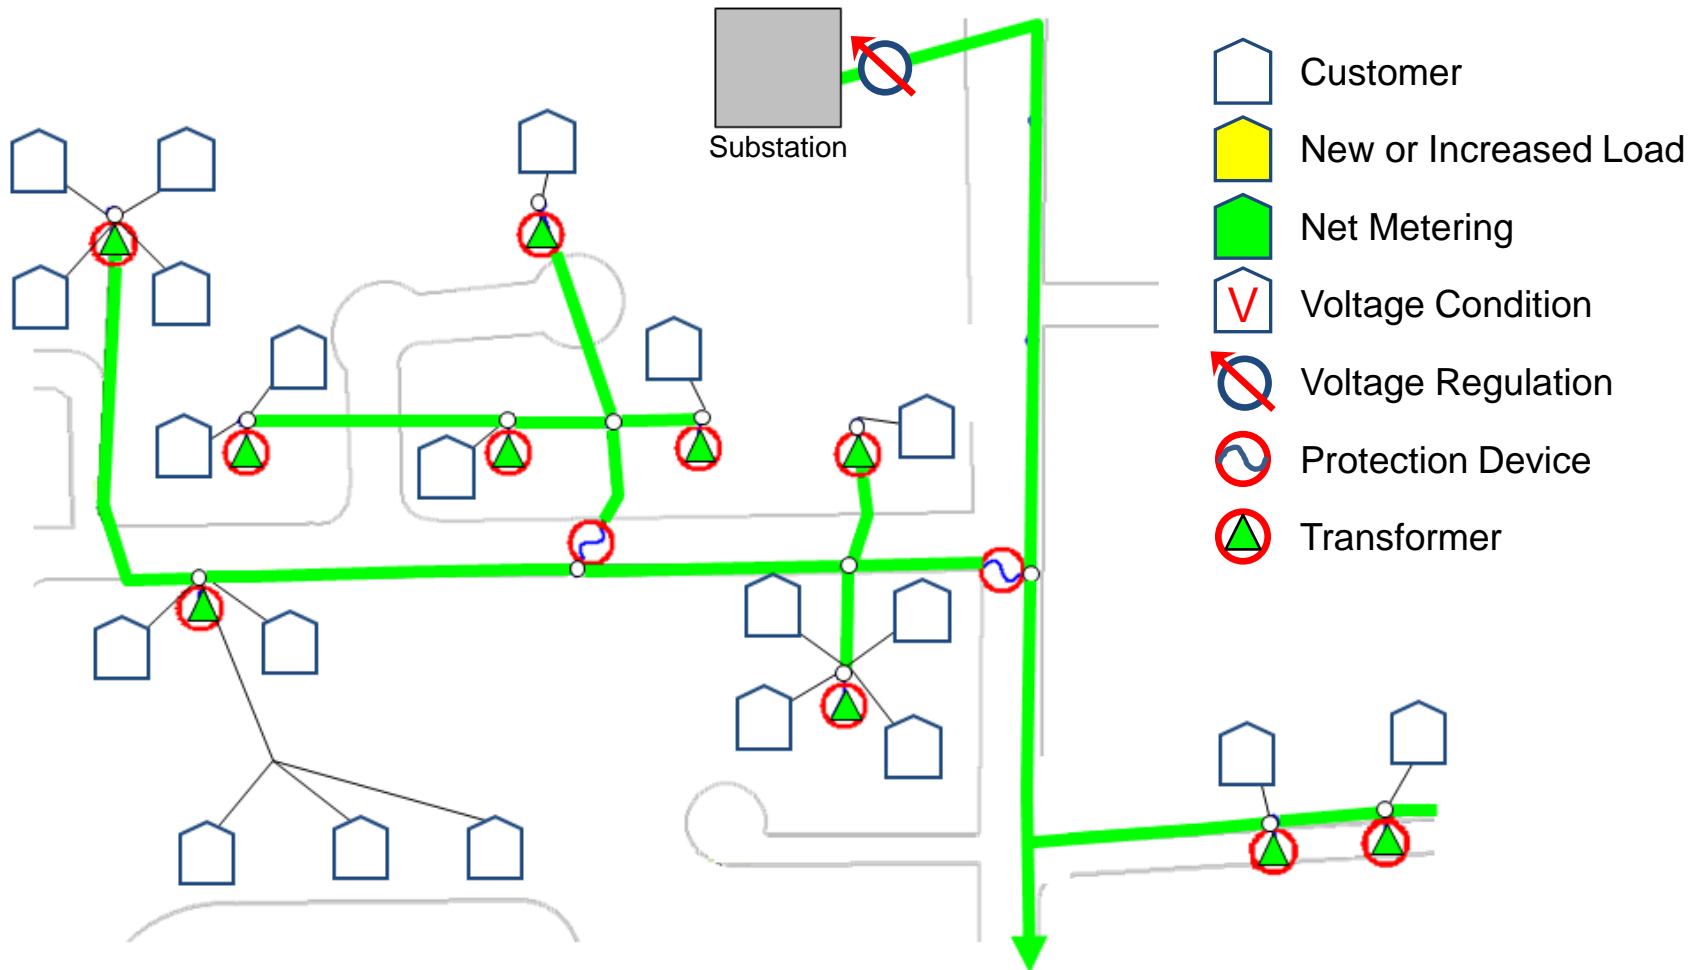 Substation
Customer
New or Increased Load
Net Metering
V
Voltage Condition
Voltage Regulation
Protection Device
Transformer